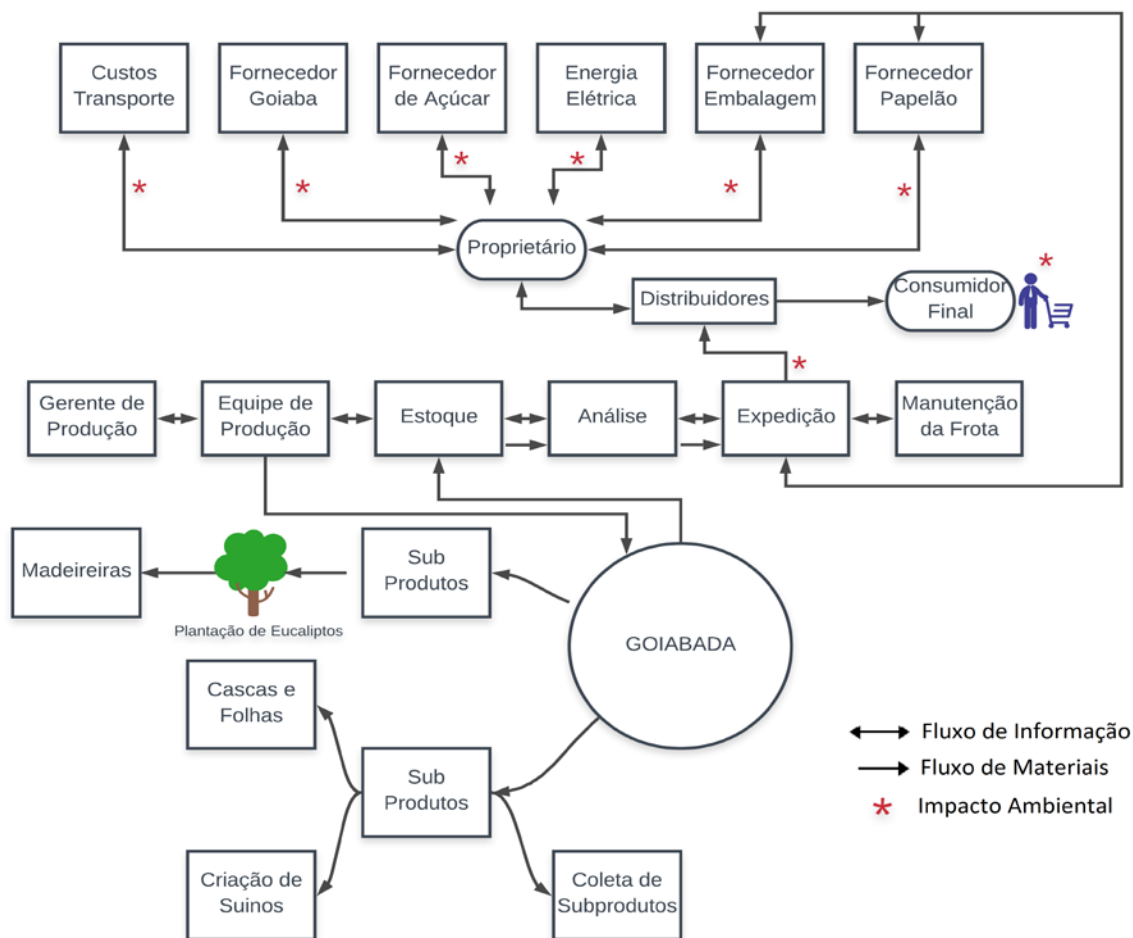 Custos
Transporte
Fornecedor
Goiaba
Fornecedor
de Açúcar
Energia
Elétrica
Fornecedor
Embalagem
Fornecedor
Papelão
*
*
*
*
*
*
Proprietário
Distribuidores
Consumidor
Final
*
*
Gerente de
Produção
Equipe de
Produção
Estoque
Análise
Expedição
Manutenção
da Frota
Madeireiras
Plantação de Eucaliptos
Sub
Produtos
GOIABADA
Cascas e
Folhas
Sub
Produtos
Criação de
Suinos
Coleta de
Subprodutos
Fluxo de Informação
Fluxo de Materiais
* Impacto Ambiental